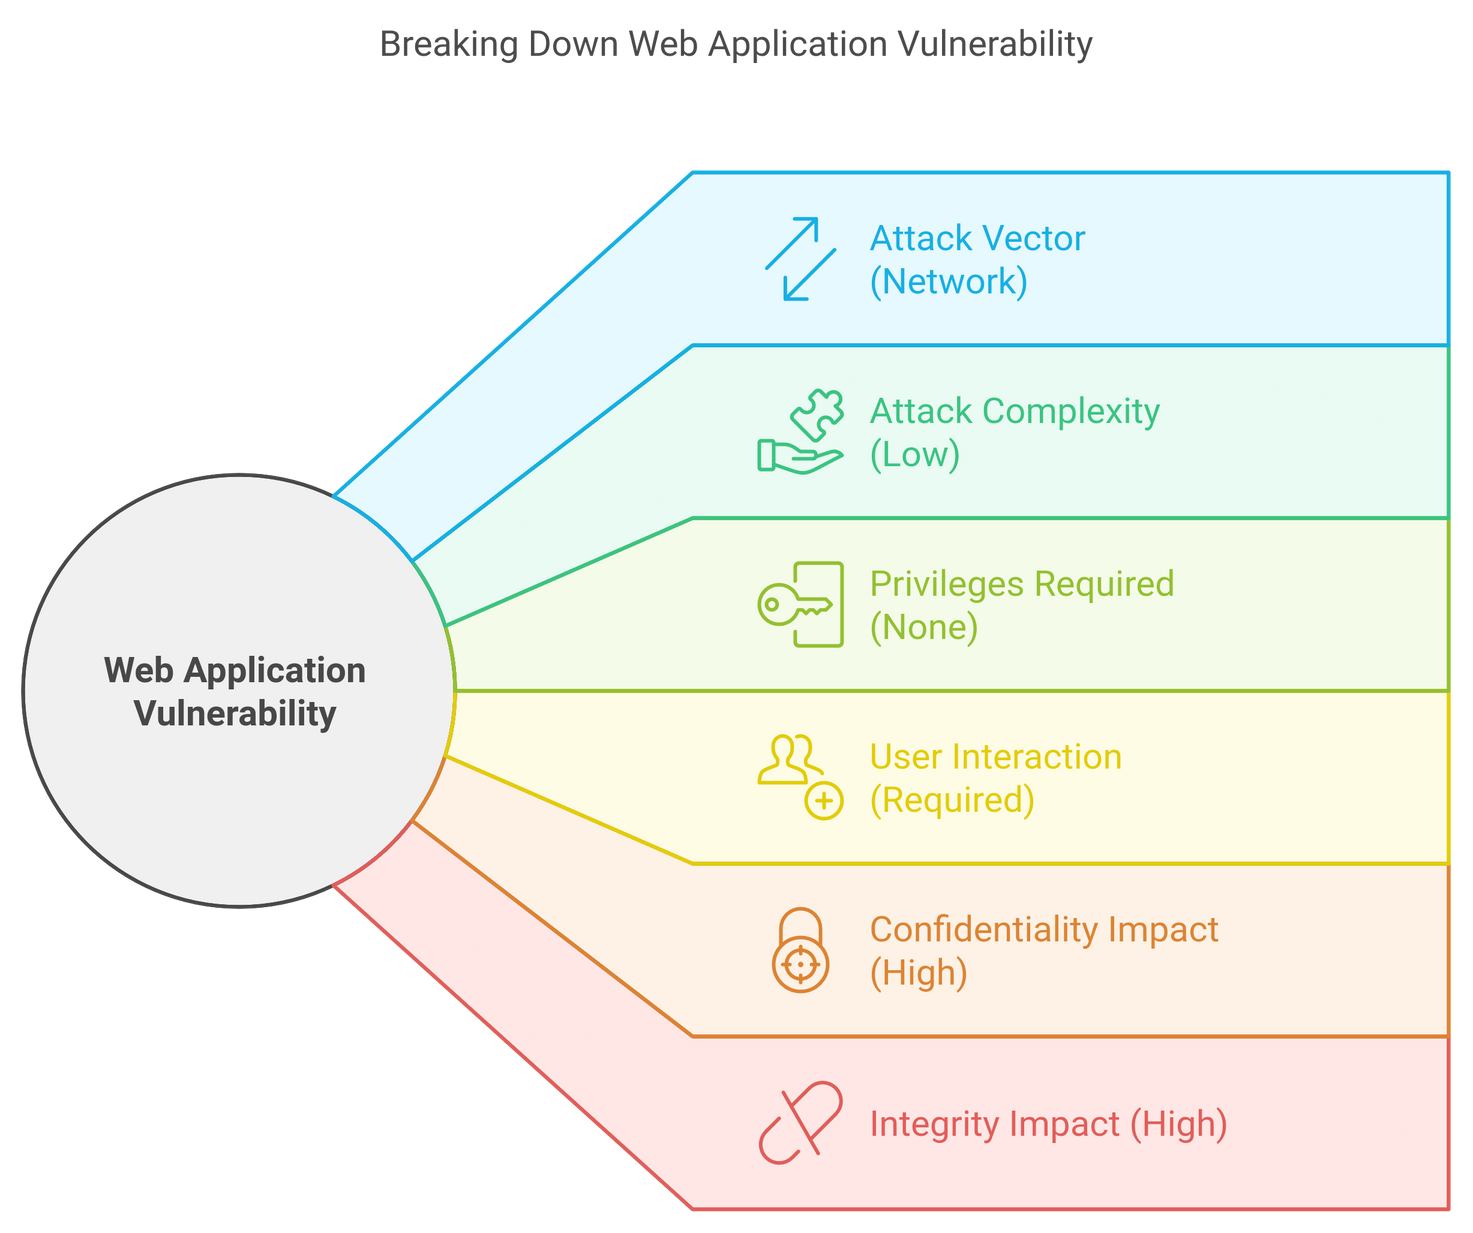 Breaking Down Web Application Vulnerability
Attack Vector
(Network)
Attack Complexity
(Low)
Privileges Required
(None)
Web Application
Vulnerability
User Interaction
(Required)
Confidentiality Impact
(High)
Integrity Impact (High)